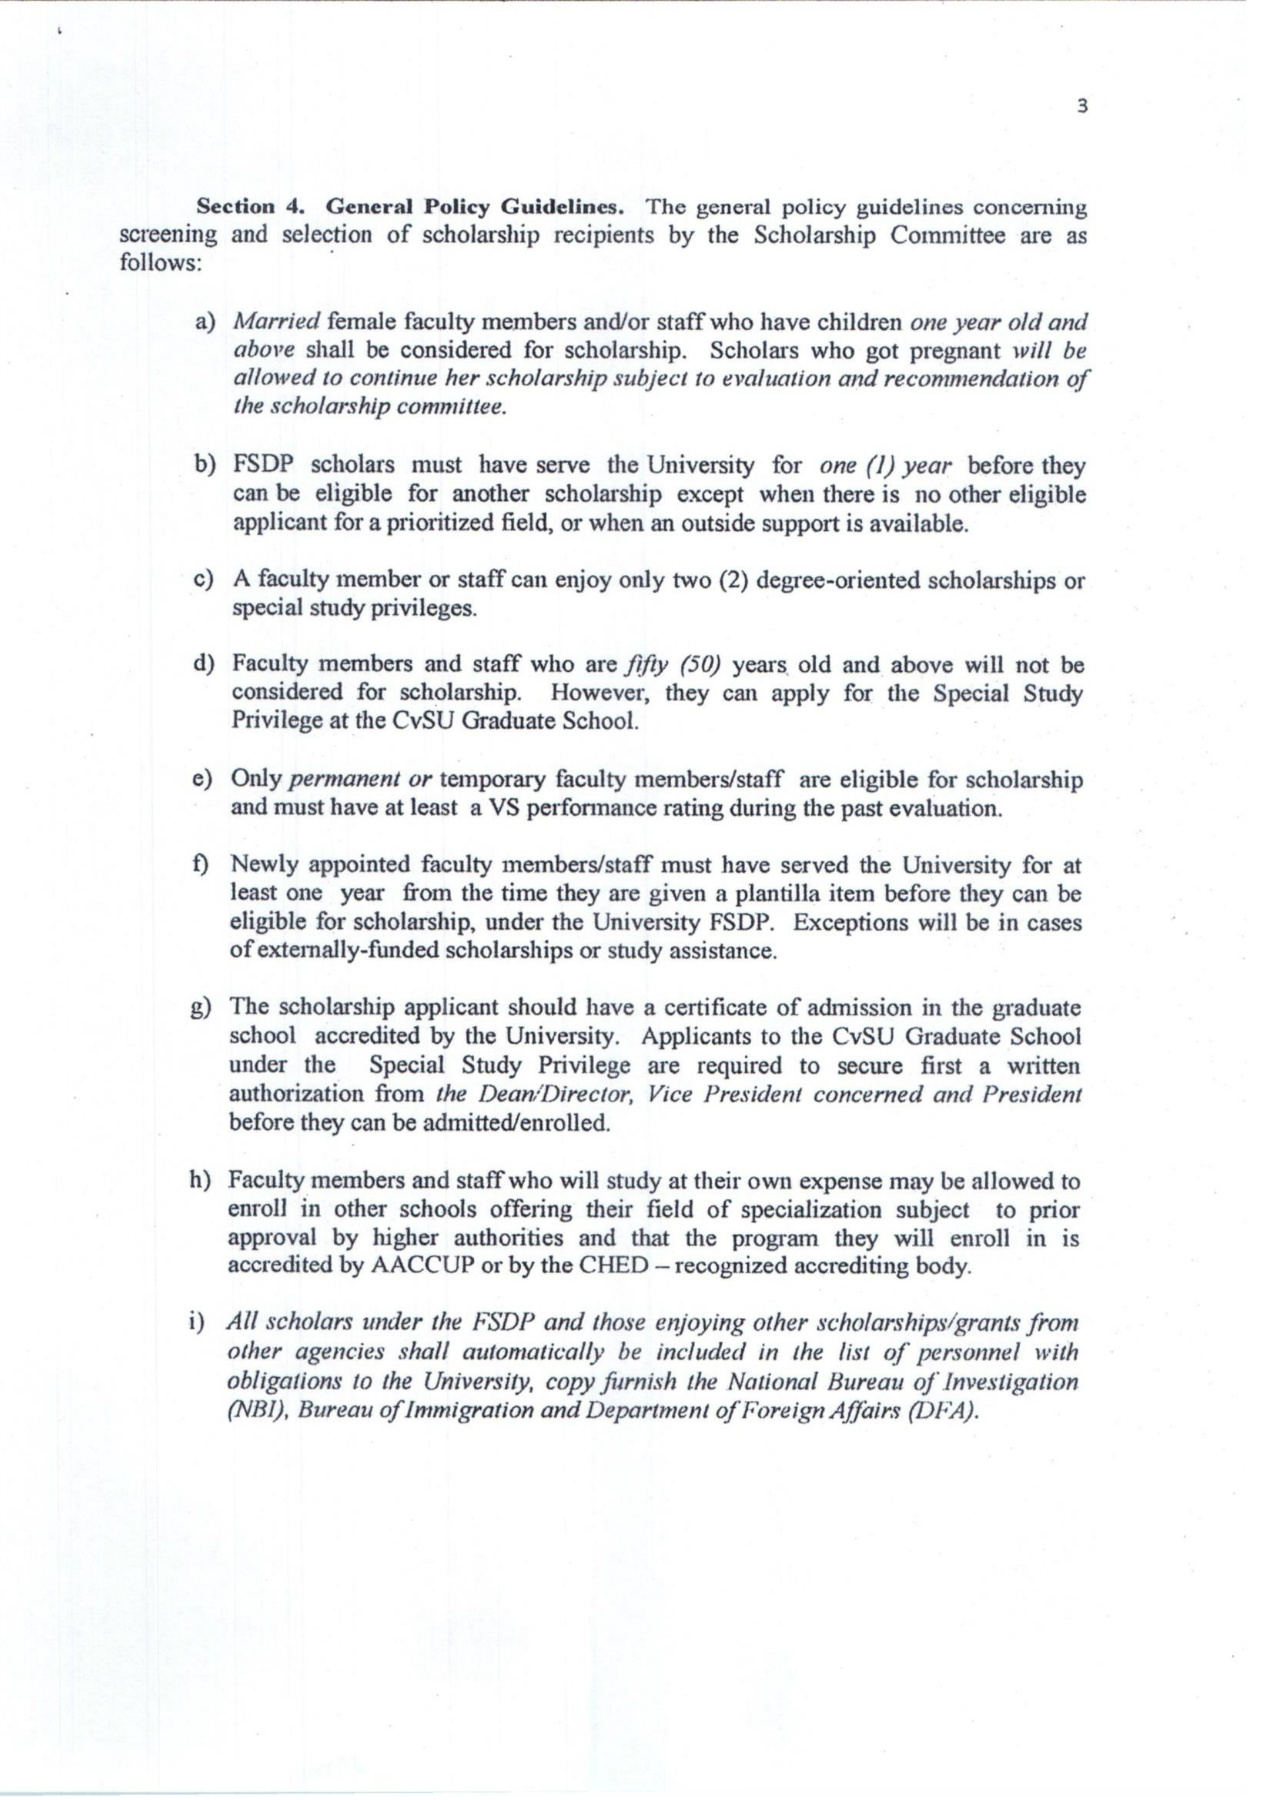 3
Section 4. General Policy Guidelines. The general policy guidelines concerning
screening and selection of scholarship recipients by the Scholarship Committee are as
follows:
a) Married female faculty members and/or staff who have children one year old and
above shall be considered for scholarship. Scholars who got pregnant will be
allowed to continue her scholarship subject to evaluation and recommendation of
the scholarship committee.
b) FSDP scholars must have serve the University for one (1) year before they
can be eligible for another scholarship except when there is no other eligible
applicant for a prioritized field, or when an outside support is available.
c) A faculty member or staff can enjoy only two (2) degree-oriented scholarships or
special study privileges.
d) Faculty members and staff who are fifty (50) years old and above will not be
considered for scholarship. However, they can apply for the Special Study
Privilege at the CvSU Graduate School.
e) Only permanent or temporary faculty members/staff are eligible for scholarship
and must have at least a VS performance rating during the past evaluation.
f) Newly appointed faculty members/staff must have served the University for at
least one year from the time they are given a plantilla item before they can be
eligible for scholarship, under the University FSDP. Exceptions will be in cases
of externally-funded scholarships or study assistance.
g) The scholarship applicant should have a certificate of admission in the graduate
school accredited by the University. Applicants to the CvSU Graduate School
under the Special Study Privilege are required to secure first a written
authorization from the Dean/Director, Vice President concerned and President
before they can be admitted/enrolled.
h) Faculty members and staff who will study at their own expense may be allowed to
enroll in other schools offering their field of specialization subject to prior
approval by higher authorities and that the program they will enroll in is
accredited by AACCUP or by the CHED – recognized accrediting body.
i) All scholars under the FSDP and those enjoying other scholarships/grants from
other agencies shall automatically be included in the list of personnel with
obligations to the University, copy furnish the National Bureau of Investigation
(NBI), Bureau of Immigration and Department of Foreign Affairs (DFA).